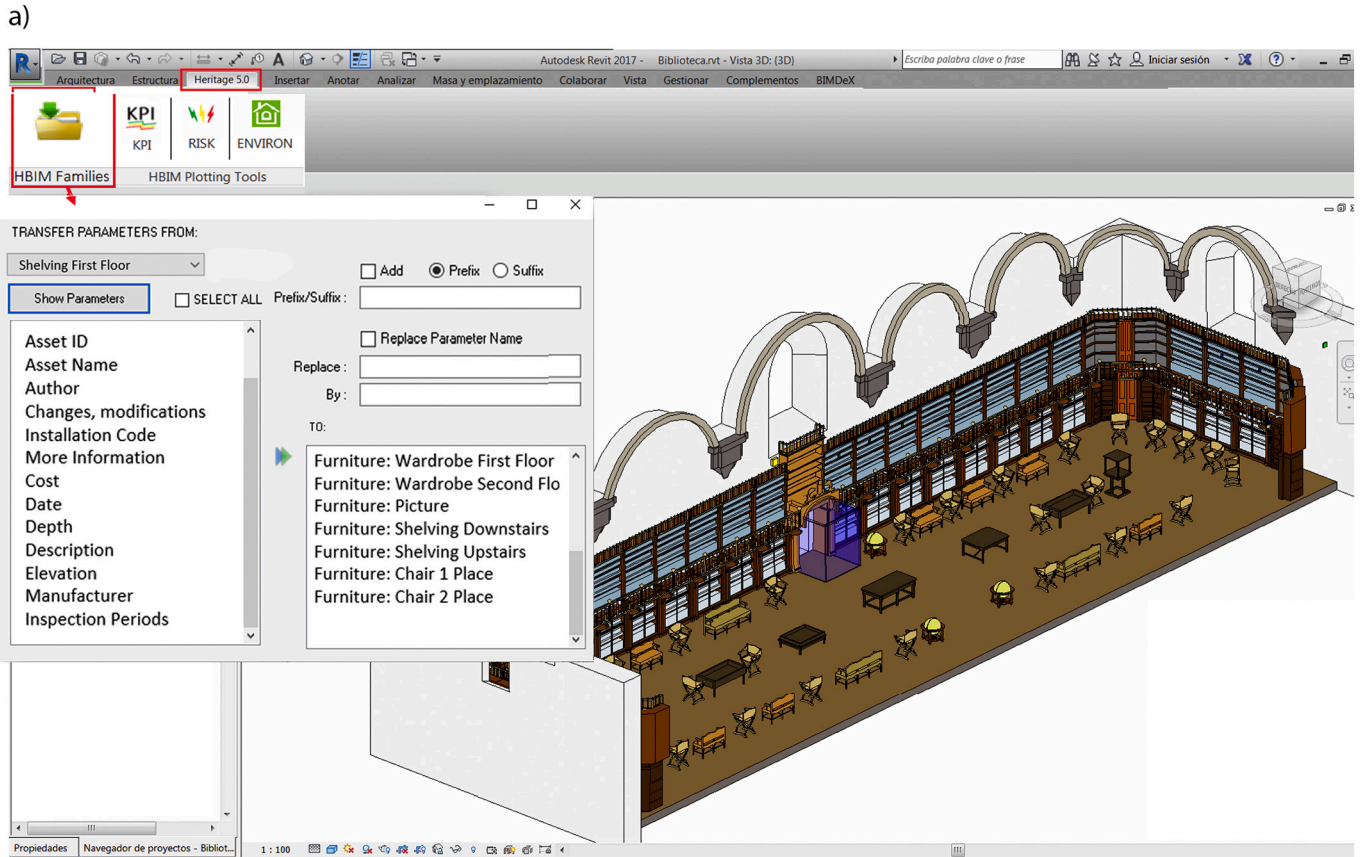 a)
Autodesk Revit 2017 - Biblioteca.rvt - Vista 3D: (3D)
Escriba palabra clave o frase
Iniciar sesión
Arquitectura Estructura Heritage 5.0 Insertar Anotar Analizar Masa y emplazamiento Colaborar Vista Gestionar Complementos BIMDeX
KPI
KPI RISK ENVIRON
HBIM Families HBIM Plotting Tools
TRANSFER PARAMETERS FROM:
Shelving First Floor
Add Prefix Suffix
Show Parameters SELECT ALL Prefix/Suffix :
Replace Parameter Name
Replace :
By :
TO:
Asset ID
Asset Name
Author
Changes, modifications
Installation Code
More Information
Cost
Date
Depth
Description
Elevation
Manufacturer
Inspection Periods
Furniture: Wardrobe First Floor
Furniture: Wardrobe Second Flo
Furniture: Picture
Furniture: Shelving Downstairs
Furniture: Shelving Upstairs
Furniture: Chair 1 Place
Furniture: Chair 2 Place
Propiedades Navegador de proyectos - Bibliot...
1 : 100